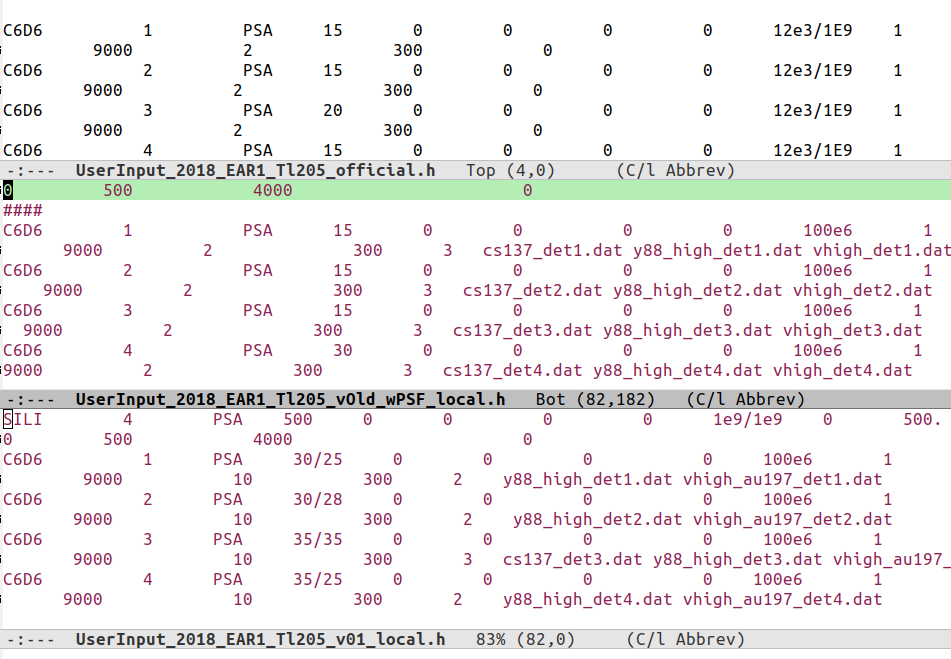 C6D6 1 PSA 15 0 0 0 0 12e3/1E9 1
9000 2 300 0
C6D6 2 PSA 15 0 0 0 0 12e3/1E9 1
9000 2 300 0
C6D6 3 PSA 20 0 0 0 0 12e3/1E9 1
9000 2 300 0
C6D6 4 PSA 15 0 0 0 0 12e3/1E9 1
-:--- UserInput_2018_EAR1_Tl205_official.h Top (4,0) (C/l Abbrev)
0 500 4000 0
####
C6D6 1 PSA 15 0 0 0 0 100e6 1
9000 2 300 3 cs137_det1.dat y88_high_det1.dat vhigh_det1.dat
C6D6 2 PSA 15 0 0 0 0 100e6 1
9000 2 300 3 cs137_det2.dat y88_high_det2.dat vhigh_det2.dat
C6D6 3 PSA 15 0 0 0 0 100e6 1
9000 2 300 3 cs137_det3.dat y88_high_det3.dat vhigh_det3.dat
C6D6 4 PSA 30 0 0 0 0 100e6 1
9000 2 300 3 cs137_det4.dat y88_high_det4.dat vhigh_det4.dat
-:--- UserInput_2018_EAR1_Tl205_vOld_wPSF_local.h Bot (82,182) (C/l Abbrev)
SILI 4 PSA 500 0 0 0 0 1e9/1e9 0 500.
0 500 4000 0
C6D6 1 PSA 30/25 0 0 0 0 100e6 1
9000 10 300 2 y88_high_det1.dat vhigh_au197_det1.dat
C6D6 2 PSA 30/28 0 0 0 0 100e6 1
9000 10 300 2 y88_high_det2.dat vhigh_au197_det2.dat
C6D6 3 PSA 35/35 0 0 0 0 100e6 1
9000 10 300 3 cs137_det3.dat y88_high_det3.dat vhigh_au197_
C6D6 4 PSA 35/25 0 0 0 0 100e6 1
9000 10 300 2 y88_high_det4.dat vhigh_au197_det4.dat
-:--- UserInput_2018_EAR1_Tl205_v01_local.h 83% (82,0) (C/l Abbrev)